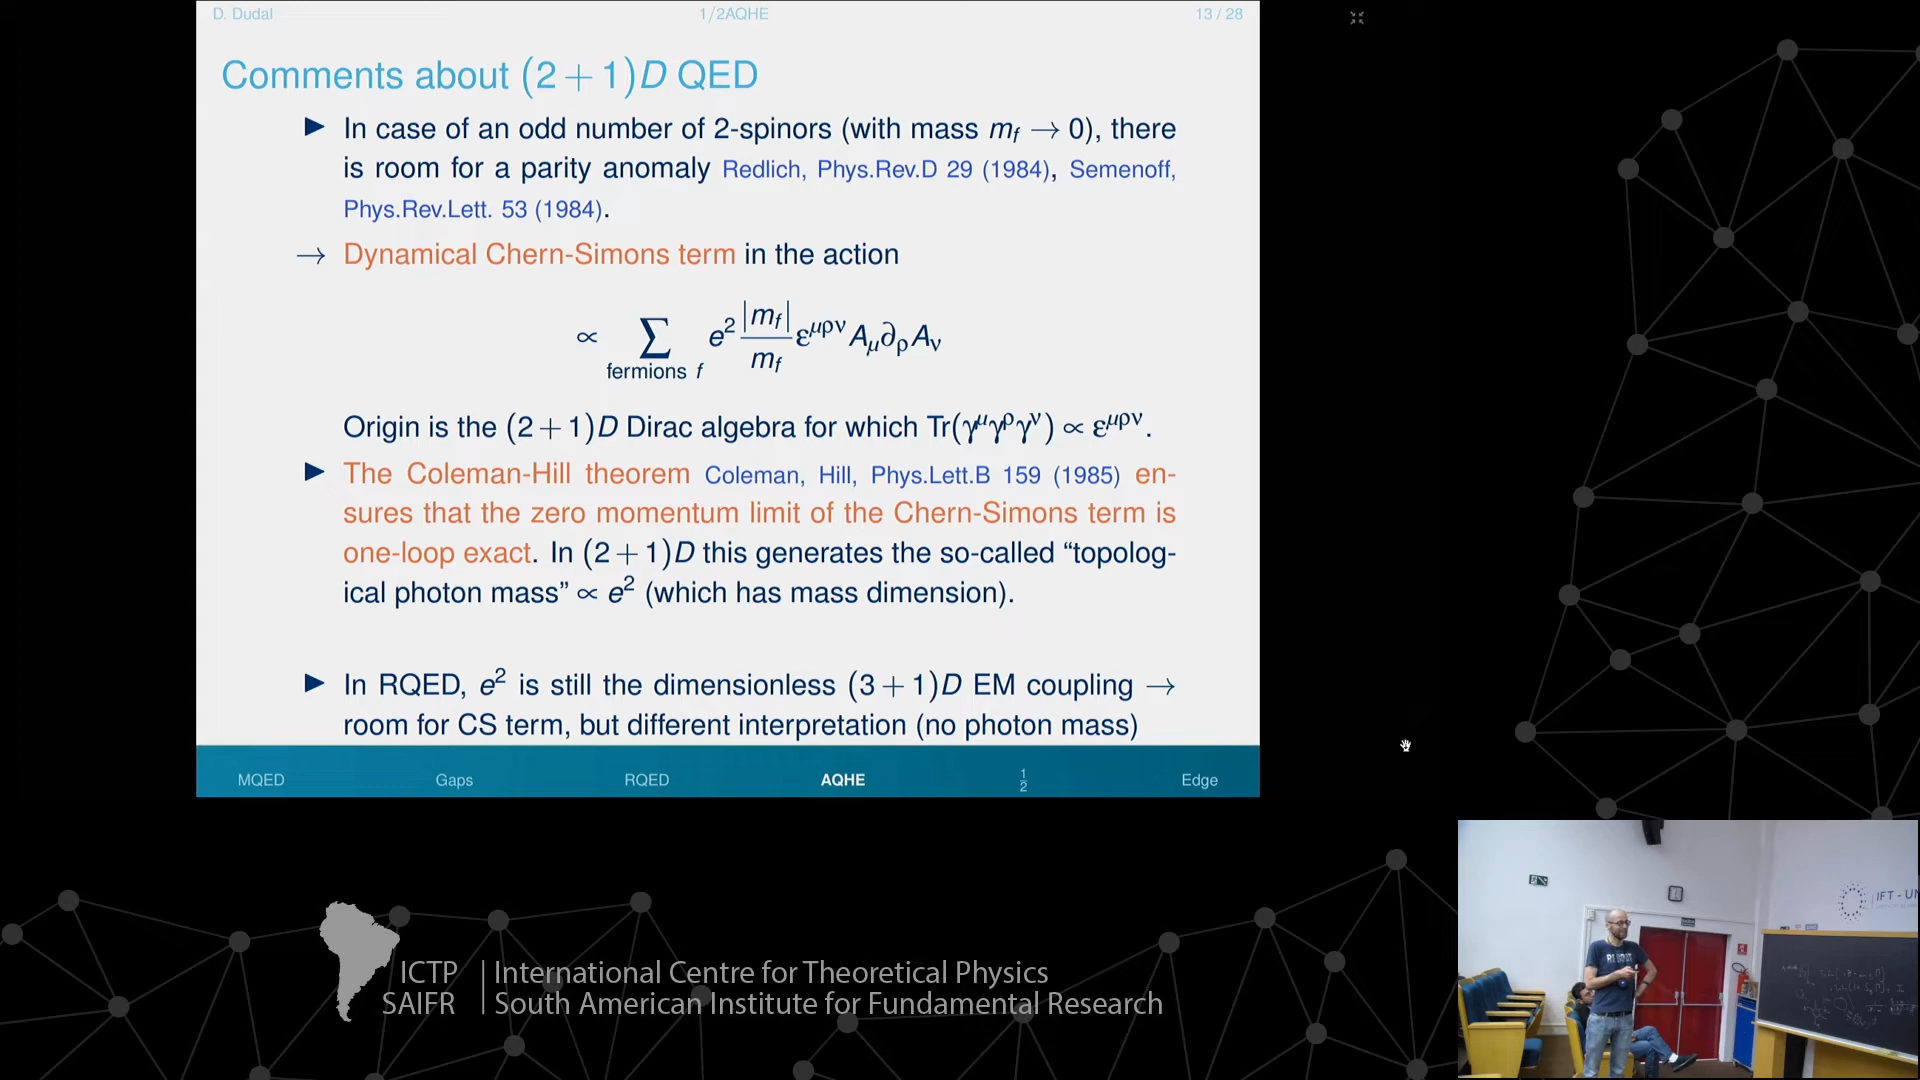 D. Dudal 1/2AQHE 13 / 28
Comments about (2+1)D QED
▶ In case of an odd number of 2-spinors (with mass m_f → 0), there
is room for a parity anomaly Redlich, Phys.Rev.D 29 (1984), Semenoff,
Phys.Rev.Lett. 53 (1984).
→ Dynamical Chern-Simons term in the action
∝ ∑_{fermions f} e² |m_f|/m_f ε^{μρν} A_μ ∂_ρ A_ν
Origin is the (2+1)D Dirac algebra for which Tr(γ^μ γ^ρ γ^ν) ∝ ε^{μρν}.
▶ The Coleman-Hill theorem Coleman, Hill, Phys.Lett.B 159 (1985) en-
sures that the zero momentum limit of the Chern-Simons term is
one-loop exact. In (2+1)D this generates the so-called “topolog-
ical photon mass” ∝ e² (which has mass dimension).
▶ In RQED, e² is still the dimensionless (3+1)D EM coupling →
room for CS term, but different interpretation (no photon mass)
MQED Gaps RQED AQHE 1/2 Edge
IFT - UN
ICTP International Centre for Theoretical Physics
SAIFR South American Institute for Fundamental Research